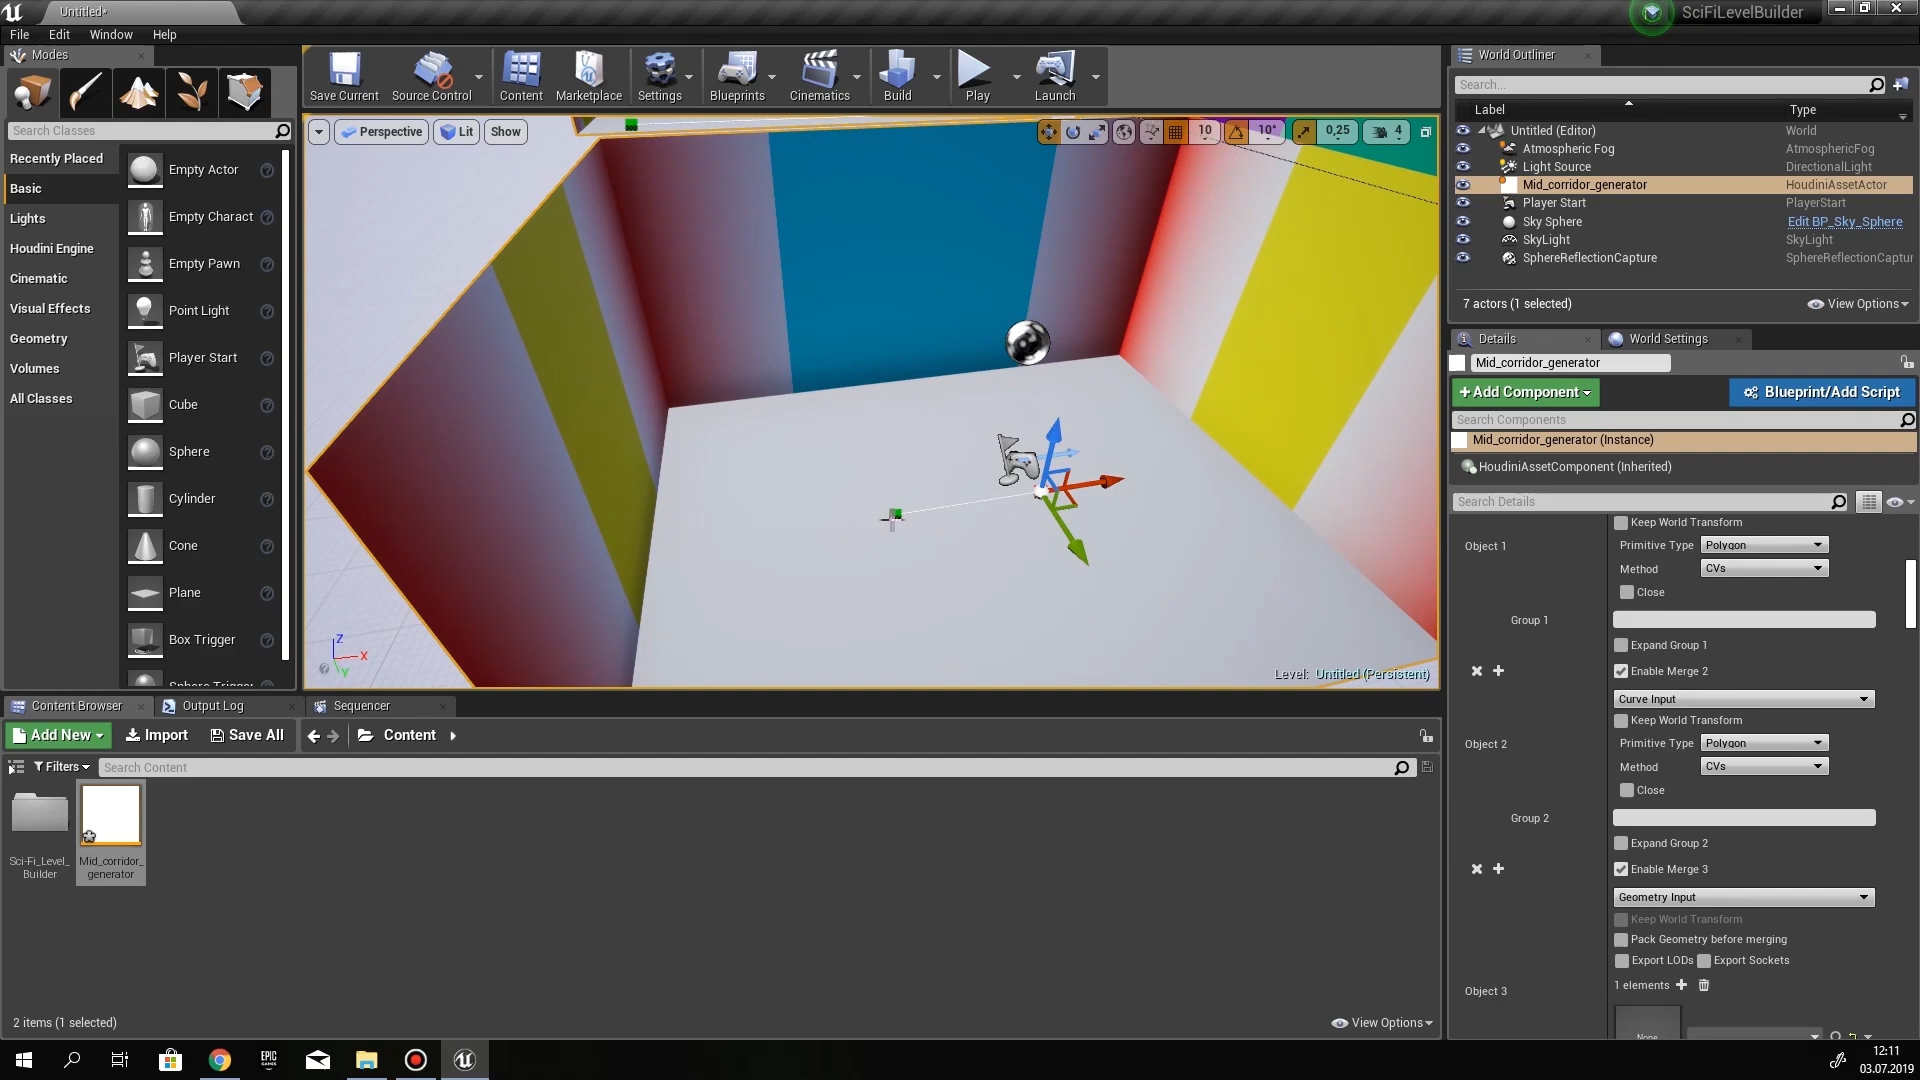 Untitled*
SciFiLevelBuilder
File Edit Window Help
Modes
Search Classes
Recently Placed
Basic
Lights
Houdini Engine
Cinematic
Visual Effects
Geometry
Volumes
All Classes
Empty Actor
Empty Charact
Empty Pawn
Point Light
Player Start
Cube
Sphere
Cylinder
Cone
Plane
Box Trigger
Sphere Trigger
Save Current Source Control Content Marketplace Settings Blueprints Cinematics Build Play Launch
Perspective Lit Show 10 10° 0,25 4
Z
X
Y
Level: Untitled (Persistent)
World Outliner
Search...
Label Type
Untitled (Editor) World
Atmospheric Fog AtmosphericFog
Light Source DirectionalLight
Mid_corridor_generator HoudiniAssetActor
Player Start PlayerStart
Sky Sphere Edit BP_Sky_Sphere
SkyLight SkyLight
SphereReflectionCapture SphereReflectionCaptur
7 actors (1 selected) View Options
Details World Settings
Mid_corridor_generator
+Add Component Blueprint/Add Script
Search Components
Mid_corridor_generator (Instance)
HoudiniAssetComponent (Inherited)
Search Details
Keep World Transform
Object 1 Primitive Type Polygon
Method CVs
Close
Group 1
Expand Group 1
Enable Merge 2
Curve Input
Keep World Transform
Object 2 Primitive Type Polygon
Method CVs
Close
Group 2
Expand Group 2
Enable Merge 3
Geometry Input
Keep World Transform
Pack Geometry before merging
Export LODs Export Sockets
1 elements
Object 3
None
Content Browser Output Log Sequencer
Add New Import Save All Content
Filters Search Content
Sci-Fi_Level_
Builder
Mid_corridor_
generator
2 items (1 selected) View Options
EPIC
GAMES
12:11
03.07.2019